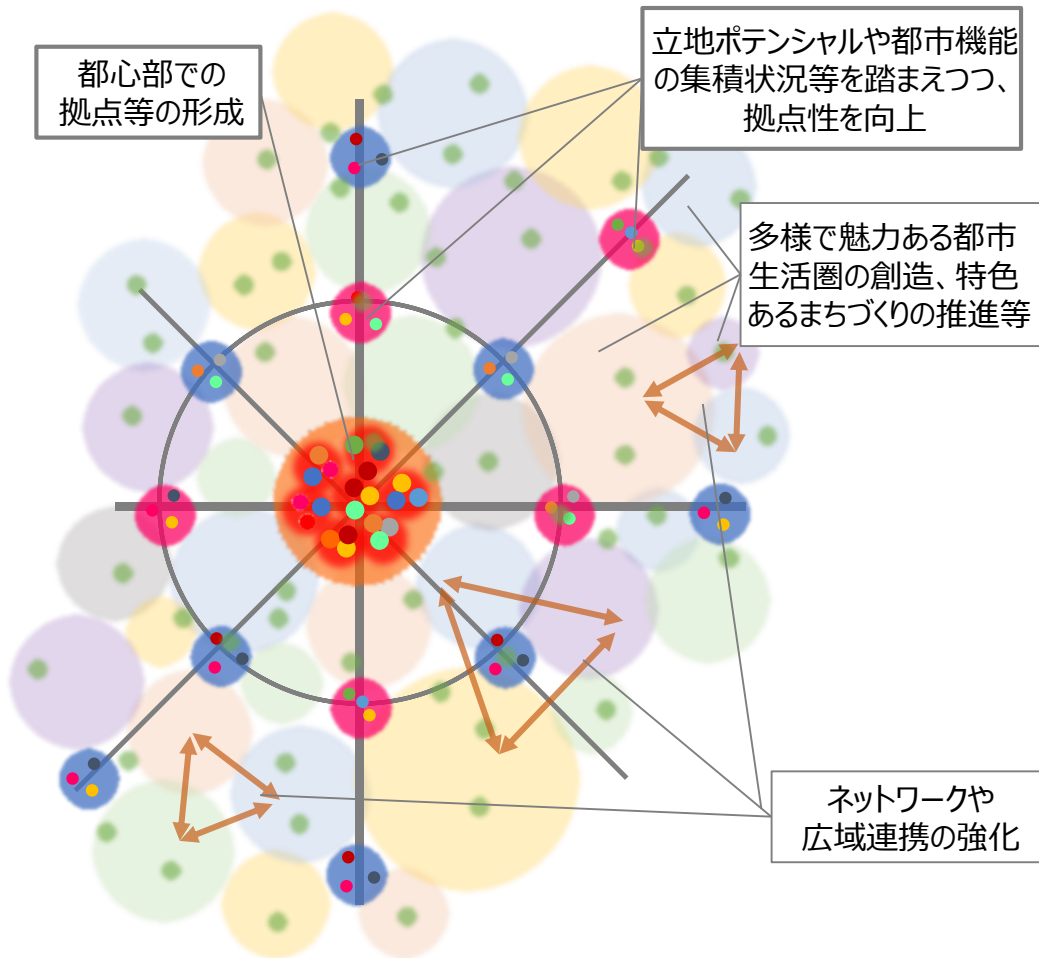 都心部での
拠点等の形成
立地ポテンシャルや都市機能
の集積状況等を踏まえつつ、
拠点性を向上
多様で魅力ある都市
生活圏の創造、特色
あるまちづくりの推進等
ネットワークや
広域連携の強化